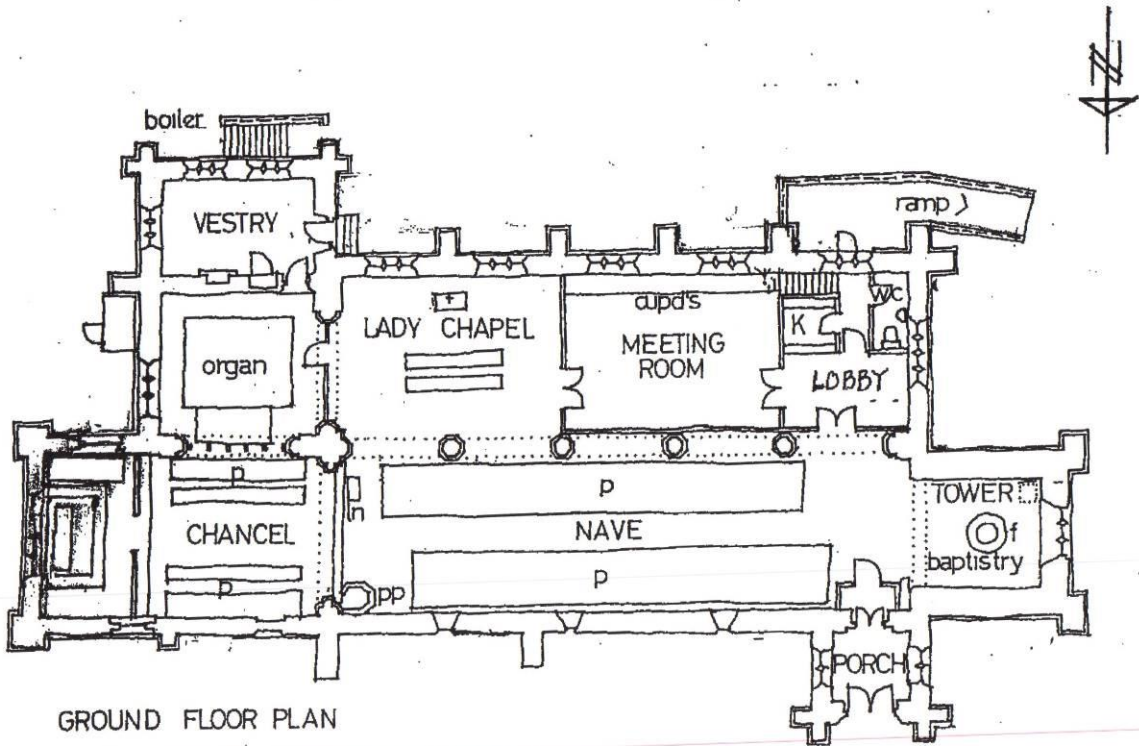 N
boiler
VESTRY
ramp >
+
LADY CHAPEL
cupd's
MEETING
ROOM
K
WC
LOBBY
organ
p
CHANCEL
p
n
pp
p
NAVE
p
TOWER
f
baptistry
PORCH
GROUND FLOOR PLAN